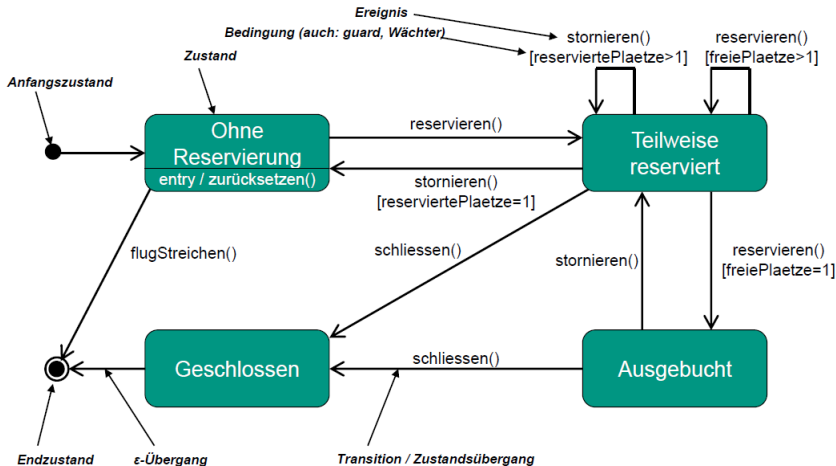 Ereignis
Bedingung (auch: guard, Wächter)
stornieren()
[reserviertePlaetze>1]
reservieren()
[freiePlaetze>1]
Zustand
Anfangszustand
Ohne
Reservierung
entry / zurücksetzen()
reservieren()
Teilweise
reserviert
stornieren()
[reserviertePlaetze=1]
flugStreichen()
schliessen()
stornieren()
reservieren()
[freiePlaetze=1]
Geschlossen
schliessen()
Ausgebucht
Endzustand
ε-Übergang
Transition / Zustandsübergang